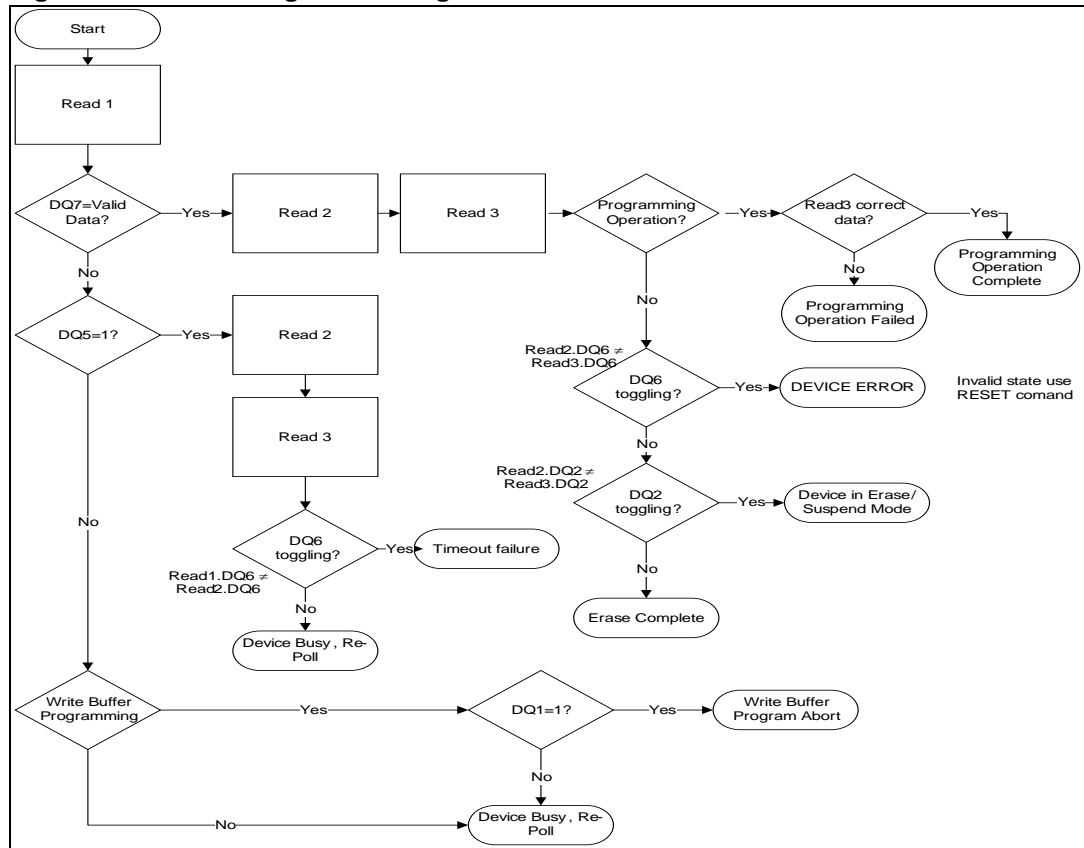 Start
Read 1
DQ7=Valid
Data?
Yes
Read 2
Read 3
Programming
Operation?
Yes
Read3 correct
data?
Yes
Programming
Operation
Complete
No
Programming
Operation Failed
No
No
DQ5=1?
Yes
Read 2
Read 3
Read2.DQ6 ≠
Read3.DQ6
DQ6
toggling?
Yes
DEVICE ERROR
Invalid state use
RESET comand
No
Read2.DQ2 ≠
Read3.DQ2
DQ2
toggling?
Yes
Device in Erase/
Suspend Mode
No
Erase Complete
No
DQ6
toggling?
Yes
Timeout failure
Read1.DQ6 ≠
Read2.DQ6
No
Device Busy , Re-
Poll
Write Buffer
Programming
Yes
DQ1=1?
Yes
Write Buffer
Program Abort
No
No
Device Busy , Re-
Poll